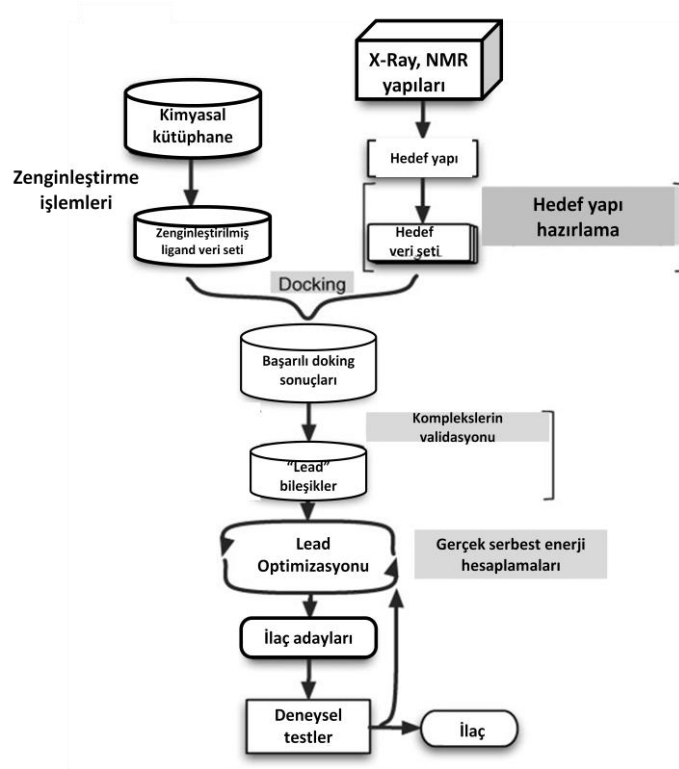 X-Ray, NMR
yapıları
Kimyasal
kütüphane
Hedef yapı
Zenginleştirme
işlemleri
Hedef yapı
hazırlama
Zenginleştirilmiş
ligand veri seti
Hedef
veri şeti
Docking
Başarılı doking
sonuçları
Komplekslerin
validasyonu
“Lead”
bileşikler
Lead
Optimizasyonu
Gerçek serbest enerji
hesaplamaları
İlaç adayları
Deneysel
testler
İlaç